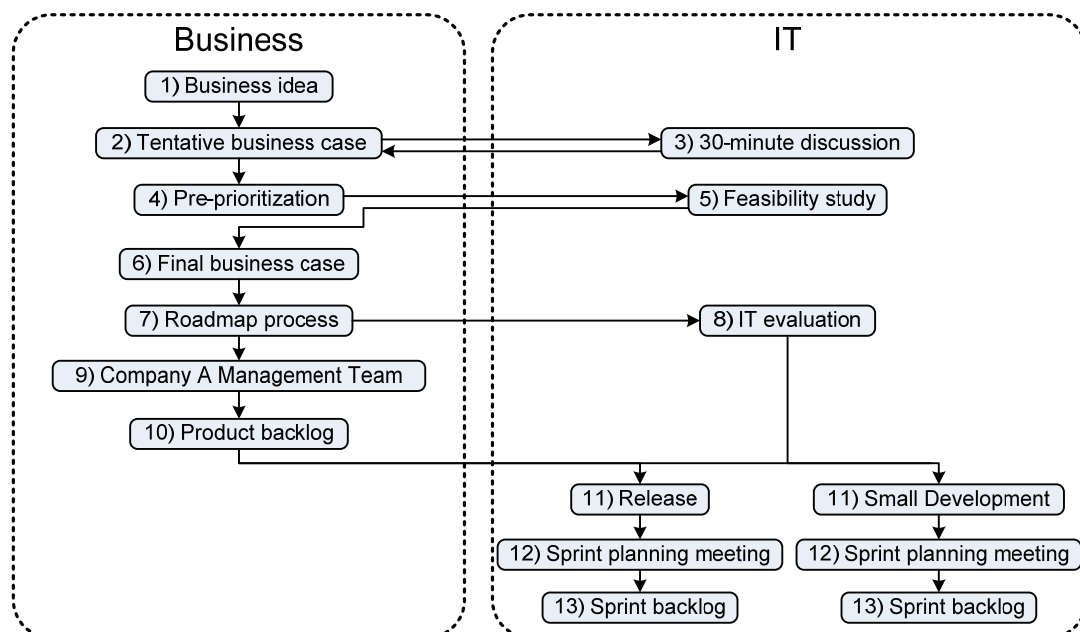 Business
IT
1) Business idea
2) Tentative business case
3) 30-minute discussion
4) Pre-prioritization
5) Feasibility study
6) Final business case
7) Roadmap process
8) IT evaluation
9) Company A Management Team
10) Product backlog
11) Release
11) Small Development
12) Sprint planning meeting
12) Sprint planning meeting
13) Sprint backlog
13) Sprint backlog